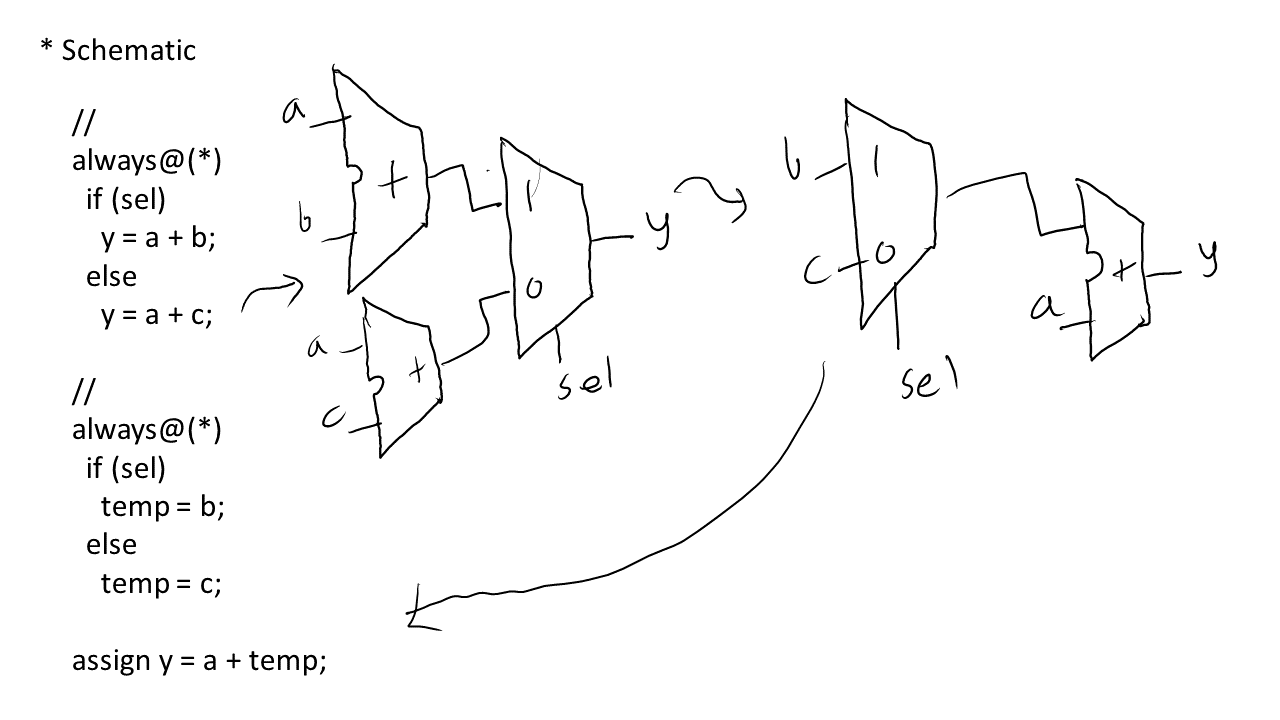 * Schematic
//
always@(*)
if (sel)
y = a + b;
else
y = a + c;
//
always@(*)
if (sel)
temp = b;
else
temp = c;
assign y = a + temp;
a
b
+
a
c
+
1
0
sel
y
b
c
1
0
sel
a
+
y